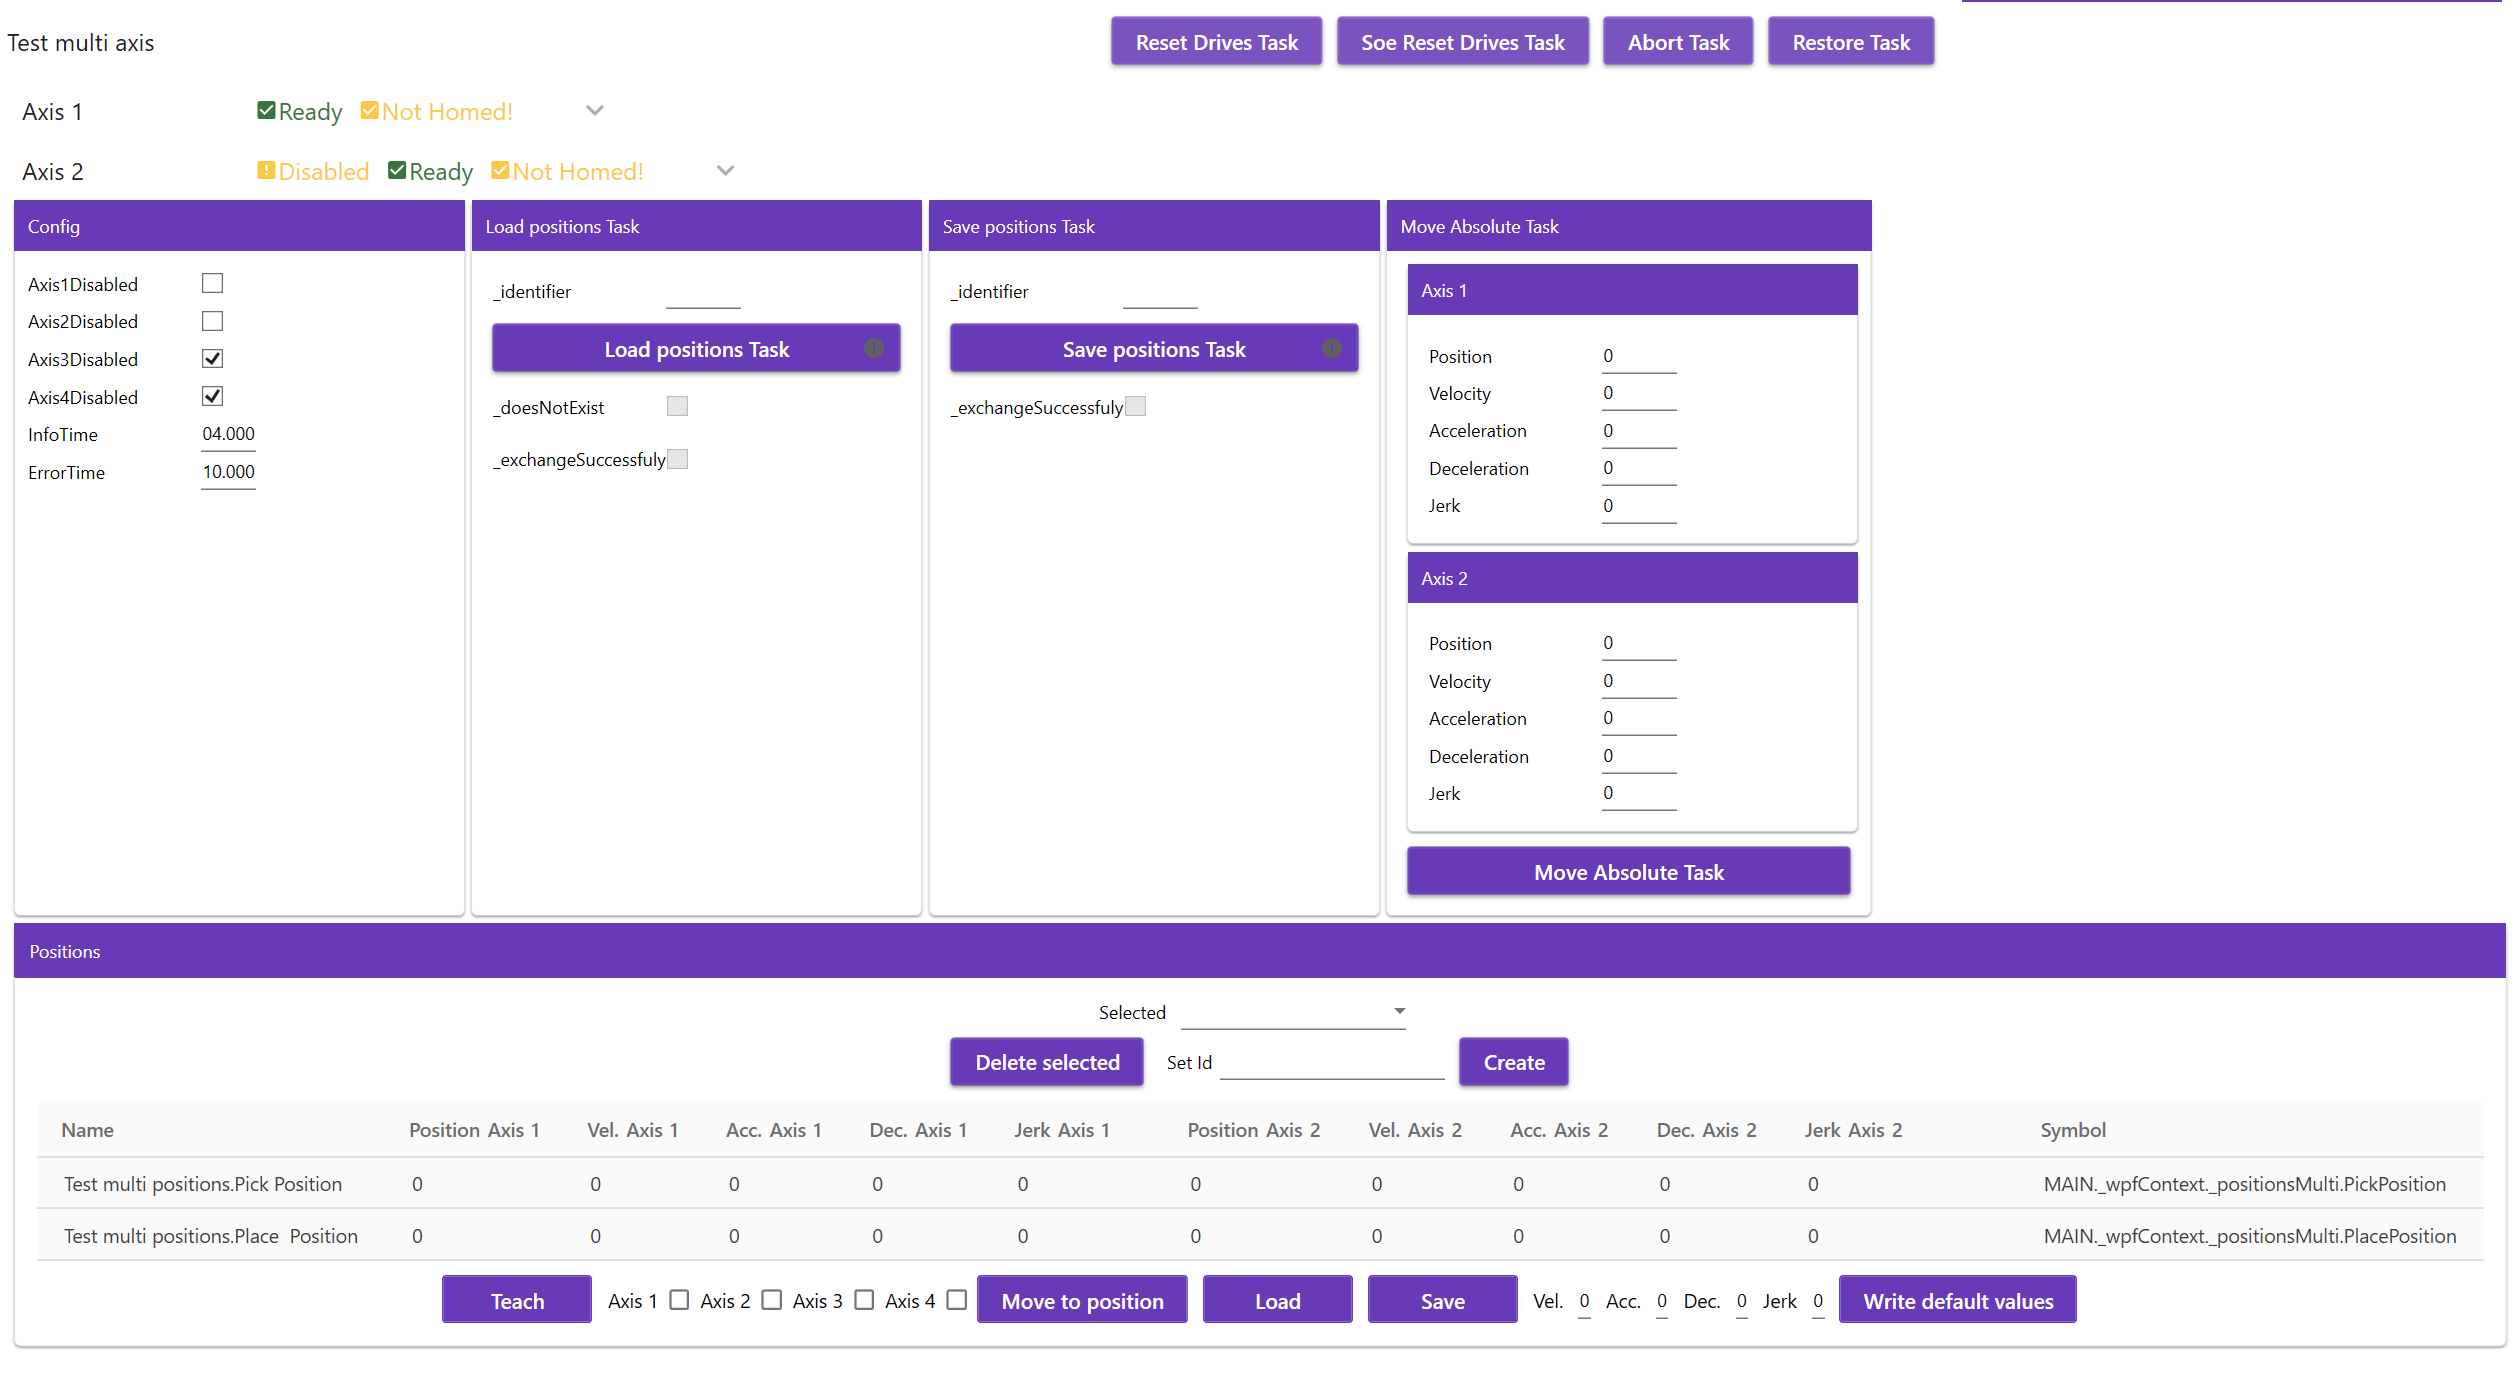 Test multi axis
Reset Drives Task Soe Reset Drives Task Abort Task Restore Task
Axis 1 Ready Not Homed!
Axis 2 Disabled Ready Not Homed!
Config
Axis1Disabled
Axis2Disabled
Axis3Disabled
Axis4Disabled
InfoTime 04.000
ErrorTime 10.000
Load positions Task
_identifier
Load positions Task
_doesNotExist
_exchangeSuccessfuly
Save positions Task
_identifier
Save positions Task
_exchangeSuccessfuly
Move Absolute Task
Axis 1
Position 0
Velocity 0
Acceleration 0
Deceleration 0
Jerk 0
Axis 2
Position 0
Velocity 0
Acceleration 0
Deceleration 0
Jerk 0
Move Absolute Task
Positions
Selected
Delete selected Set Id Create
Name Position Axis 1 Vel. Axis 1 Acc. Axis 1 Dec. Axis 1 Jerk Axis 1 Position Axis 2 Vel. Axis 2 Acc. Axis 2 Dec. Axis 2 Jerk Axis 2 Symbol
Test multi positions.Pick Position 0 0 0 0 0 0 0 0 0 0 MAIN._wpfContext._positionsMulti.PickPosition
Test multi positions.Place  Position 0 0 0 0 0 0 0 0 0 0 MAIN._wpfContext._positionsMulti.PlacePosition
Teach Axis 1 Axis 2 Axis 3 Axis 4 Move to position Load Save Vel. 0 Acc. 0 Dec. 0 Jerk 0 Write default values